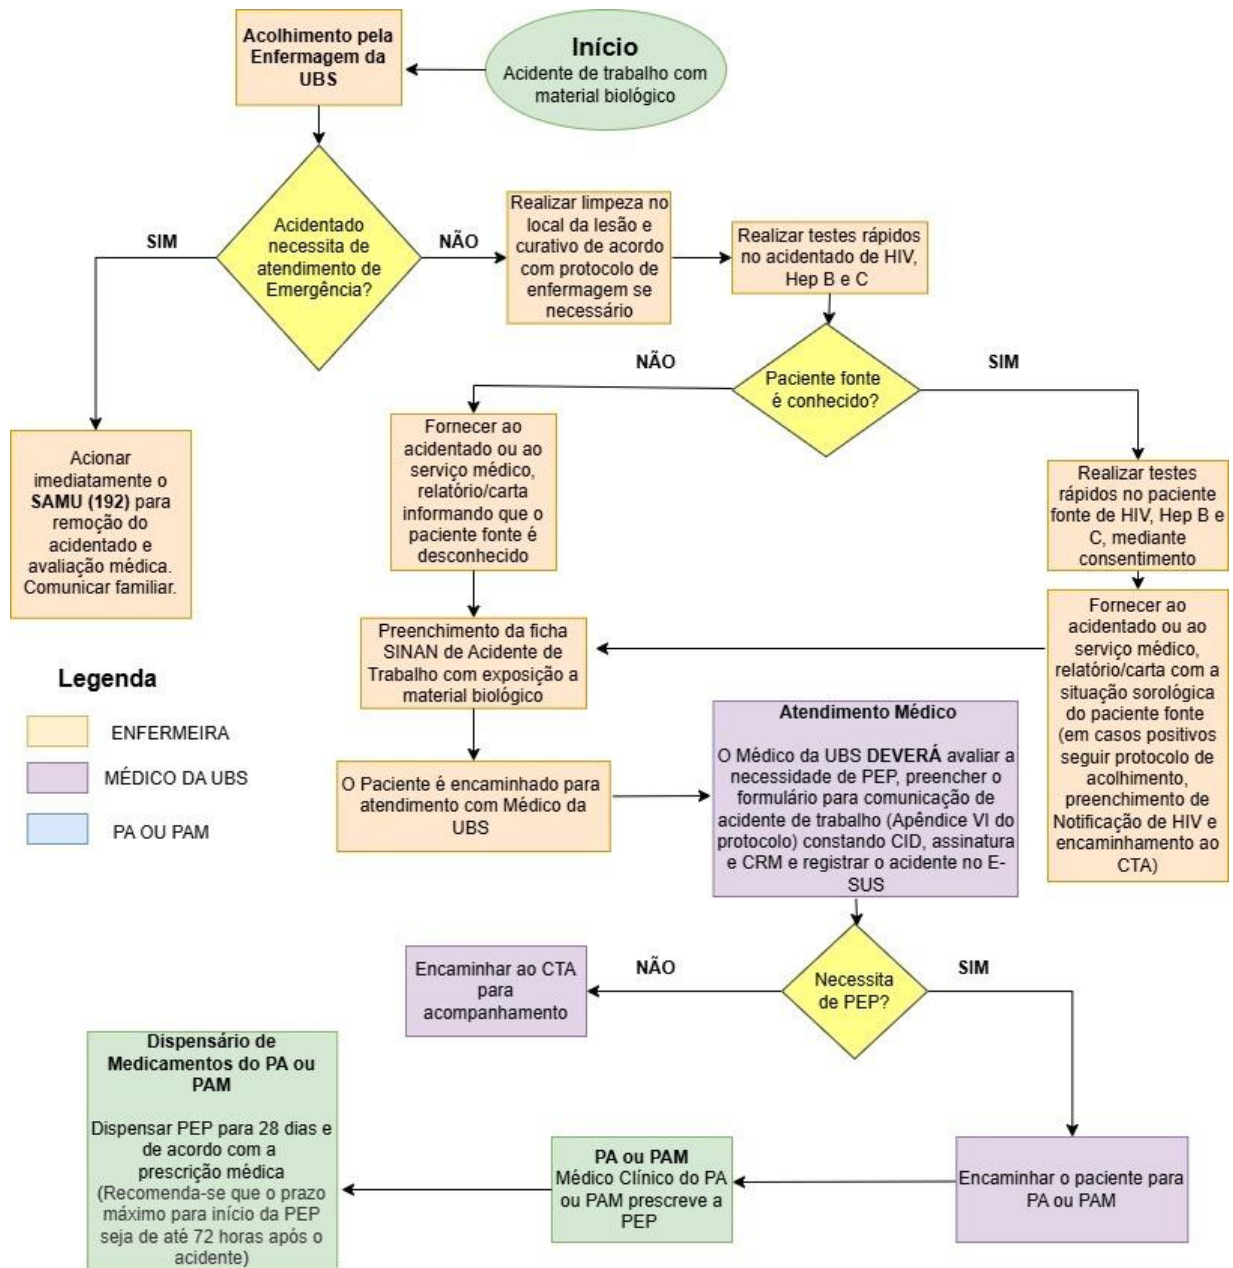 Início
Acidente de trabalho com
material biológico
Acolhimento pela
Enfermagem da
UBS
Acidentado
necessita de
atendimento de
Emergência?
SIM
NÃO
Realizar limpeza no
local da lesão e
curativo de acordo
com protocolo de
enfermagem se
necessário
Realizar testes rápidos
no acidentado de HIV,
Hep B e C
Acionar
imediatamente o
SAMU (192) para
remoção do
acidentado e
avaliação médica.
Comunicar familiar.
Paciente fonte
é conhecido?
NÃO
SIM
Fornecer ao
acidentado ou ao
serviço médico,
relatório/carta
informando que o
paciente fonte é
desconhecido
Realizar testes
rápidos no paciente
fonte de HIV, Hep B e
C, mediante
consentimento
Fornecer ao
acidentado ou ao
serviço médico,
relatório/carta com a
situação sorológica
do paciente fonte
(em casos positivos
seguir protocolo de
acolhimento,
preenchimento de
Notificação de HIV e
encaminhamento ao
CTA)
Preenchimento da ficha
SINAN de Acidente de
Trabalho com exposição a
material biológico
O Paciente é encaminhado para
atendimento com Médico da
UBS
Legenda
ENFERMEIRA
MÉDICO DA UBS
PA OU PAM
Atendimento Médico
O Médico da UBS DEVERÁ avaliar a
necessidade de PEP, preencher o
formulário para comunicação de
acidente de trabalho (Apêndice VI do
protocolo) constando CID, assinatura
e CRM e registrar o acidente no E-
SUS
Necessita
de PEP?
NÃO
SIM
Encaminhar ao CTA
para
acompanhamento
Encaminhar o paciente para
PA ou PAM
PA ou PAM
Médico Clínico do PA
ou PAM prescreve a
PEP
Dispensário de
Medicamentos do PA ou
PAM
Dispensar PEP para 28 dias e
de acordo com a
prescrição médica
(Recomenda-se que o prazo
máximo para início da PEP
seja de até 72 horas após o
acidente)